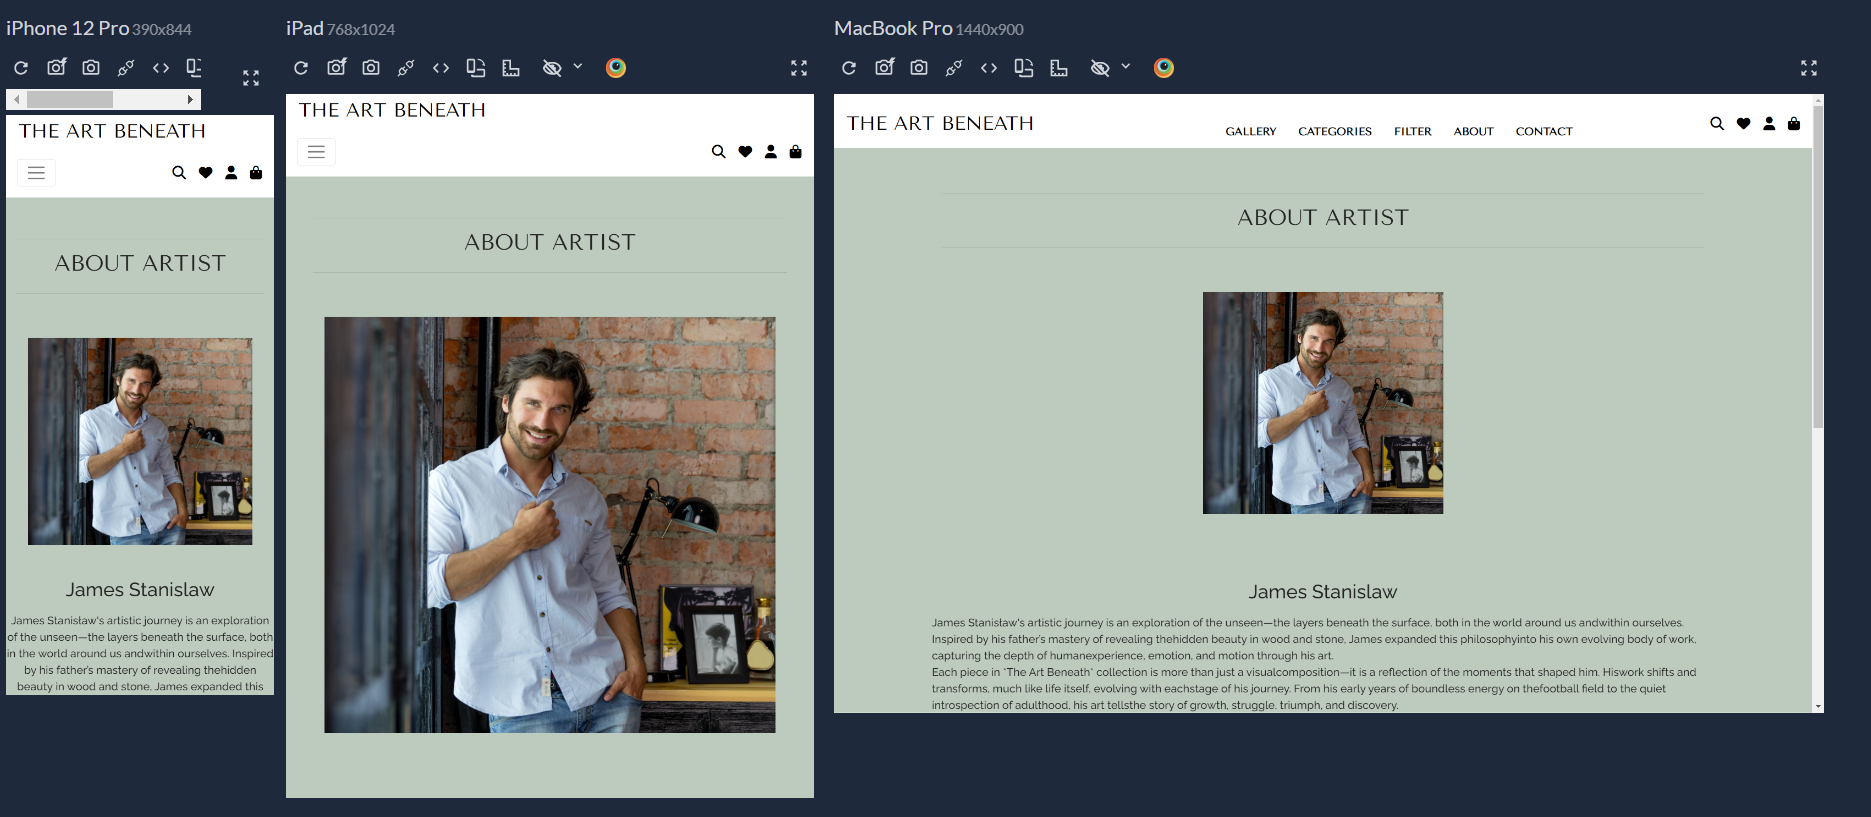 iPhone 12 Pro 390x844
THE ART BENEATH
ABOUT ARTIST
James Stanislaw
James Stanisław's artistic journey is an exploration
of the unseen—the layers beneath the surface, both
in the world around us andwithin ourselves. Inspired
by his father's mastery of revealing thehidden
beauty in wood and stone, James expanded this
iPad 768x1024
THE ART BENEATH
ABOUT ARTIST
MacBook Pro 1440x900
THE ART BENEATH
GALLERY CATEGORIES FILTER ABOUT CONTACT
ABOUT ARTIST
James Stanislaw
James Stanisław's artistic journey is an exploration of the unseen—the layers beneath the surface, both in the world around us andwithin ourselves.
Inspired by his father's mastery of revealing thehidden beauty in wood and stone, James expanded this philosophyinto his own evolving body of work,
capturing the depth of humanexperience, emotion, and motion through his art.
Each piece in "The Art Beneath" collection is more than just a visualcomposition—it is a reflection of the moments that shaped him. Hiswork shifts and
transforms, much like life itself, evolving with eachstage of his journey. From his early years of boundless energy on thefootball field to the quiet
introspection of adulthood, his art tellsthe story of growth, struggle, triumph, and discovery.